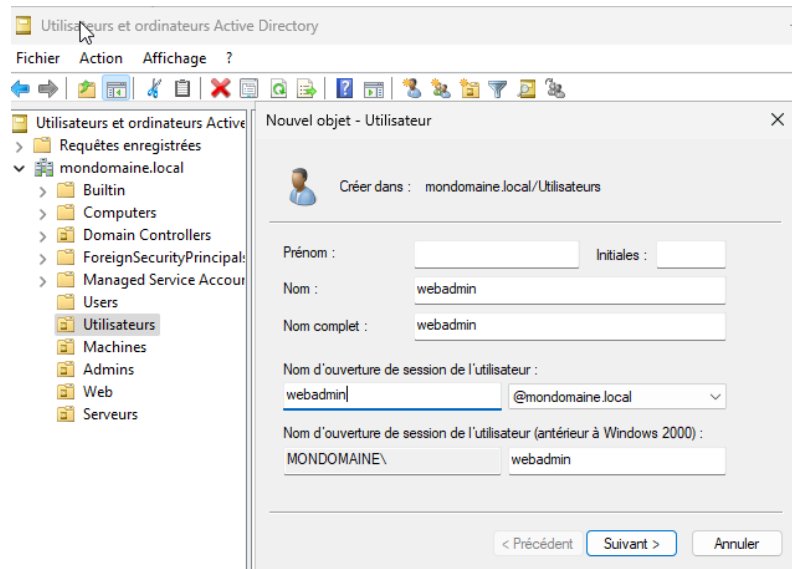 Utilisateurs et ordinateurs Active Directory
Fichier Action Affichage ?
Utilisateurs et ordinateurs Active
Requêtes enregistrées
mondomaine.local
Builtin
Computers
Domain Controllers
ForeignSecurityPrincipal
Managed Service Accour
Users
Utilisateurs
Machines
Admins
Web
Serveurs
Nouvel objet - Utilisateur
Créer dans : mondomaine.local/Utilisateurs
Prénom : Initiales :
Nom : webadmin
Nom complet : webadmin
Nom d'ouverture de session de l'utilisateur :
webadmin @mondomaine.local
Nom d'ouverture de session de l'utilisateur (antérieur à Windows 2000) :
MONDOMAINE\ webadmin
< Précédent Suivant > Annuler